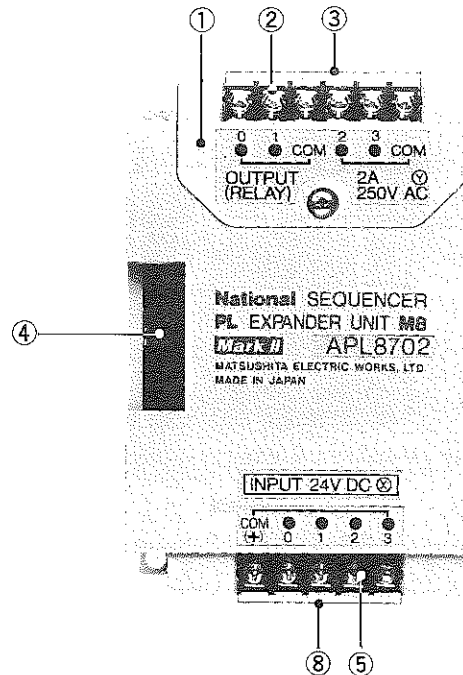 ① ② ③
0 1 COM 2 3 COM
OUTPUT 2A Ⓨ
(RELAY) 250V AC
④
National SEQUENCER
PL EXPANDER UNIT M8
Mark II APL8702
MATSUSHITA ELECTRIC WORKS, LTD
MADE IN JAPAN
INPUT 24V DC ⓧ
COM 0 1 2 3
(+)
⑧ ⑤